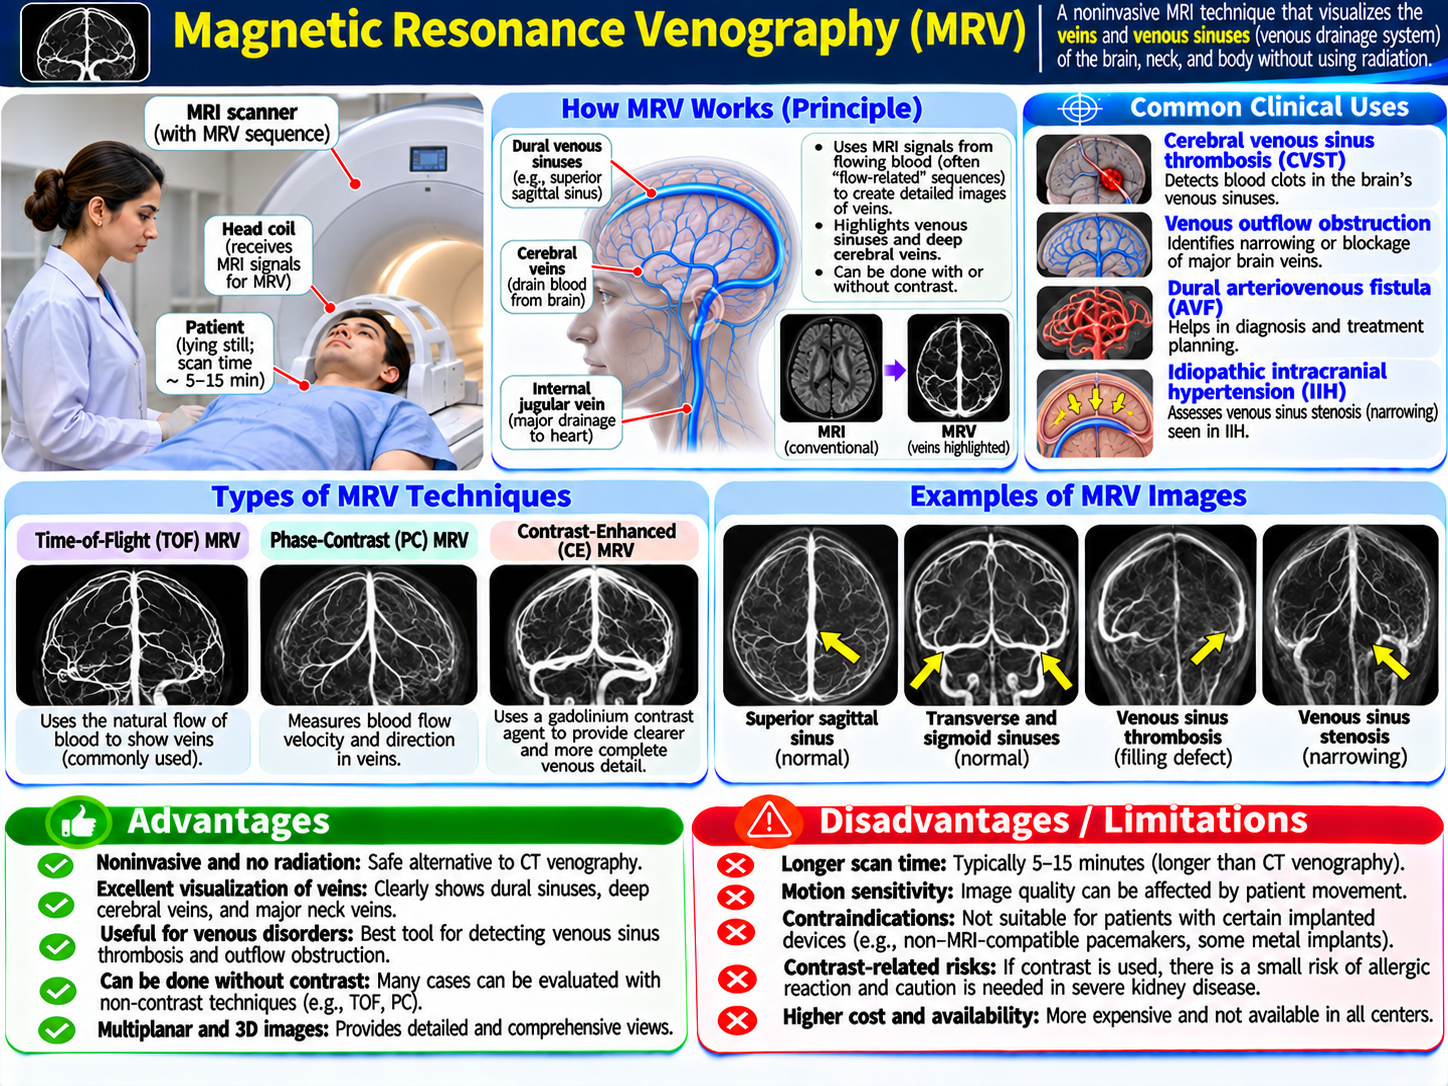 Magnetic Resonance Venography (MRV)
A noninvasive MRI technique that visualizes the
veins and venous sinuses (venous drainage system)
of the brain, neck, and body without using radiation.
MRI scanner
(with MRV sequence)
Head coil
(receives
MRI signals
for MRV)
Patient
(lying still;
scan time
~ 5–15 min)
How MRV Works (Principle)
Dural venous
sinuses
(e.g., superior
sagittal sinus)
Cerebral
veins
(drain blood
from brain)
Internal
jugular vein
(major drainage
to heart)
• Uses MRI signals from
flowing blood (often
“flow-related” sequences)
to create detailed images
of veins.
• Highlights venous
sinuses and deep
cerebral veins.
• Can be done with or
without contrast.
MRI
(conventional)
MRV
(veins highlighted)
Common Clinical Uses
Cerebral venous sinus
thrombosis (CVST)
Detects blood clots in the brain’s
venous sinuses.
Venous outflow obstruction
Identifies narrowing or blockage
of major brain veins.
Dural arteriovenous fistula
(AVF)
Helps in diagnosis and treatment
planning.
Idiopathic intracranial
hypertension (IIH)
Assesses venous sinus stenosis (narrowing)
seen in IIH.
Types of MRV Techniques
Time-of-Flight (TOF) MRV
Uses the natural flow of
blood to show veins
(commonly used).
Phase-Contrast (PC) MRV
Measures blood flow
velocity and direction
in veins.
Contrast-Enhanced
(CE) MRV
Uses a gadolinium contrast
agent to provide clearer
and more complete
venous detail.
Examples of MRV Images
Superior sagittal
sinus
(normal)
Transverse and
sigmoid sinuses
(normal)
Venous sinus
thrombosis
(filling defect)
Venous sinus
stenosis
(narrowing)
Advantages
Noninvasive and no radiation: Safe alternative to CT venography.
Excellent visualization of veins: Clearly shows dural sinuses, deep
cerebral veins, and major neck veins.
Useful for venous disorders: Best tool for detecting venous sinus
thrombosis and outflow obstruction.
Can be done without contrast: Many cases can be evaluated with
non-contrast techniques (e.g., TOF, PC).
Multiplanar and 3D images: Provides detailed and comprehensive views.
Disadvantages / Limitations
Longer scan time: Typically 5–15 minutes (longer than CT venography).
Motion sensitivity: Image quality can be affected by patient movement.
Contraindications: Not suitable for patients with certain implanted
devices (e.g., non-MRI-compatible pacemakers, some metal implants).
Contrast-related risks: If contrast is used, there is a small risk of allergic
reaction and caution is needed in severe kidney disease.
Higher cost and availability: More expensive and not available in all centers.